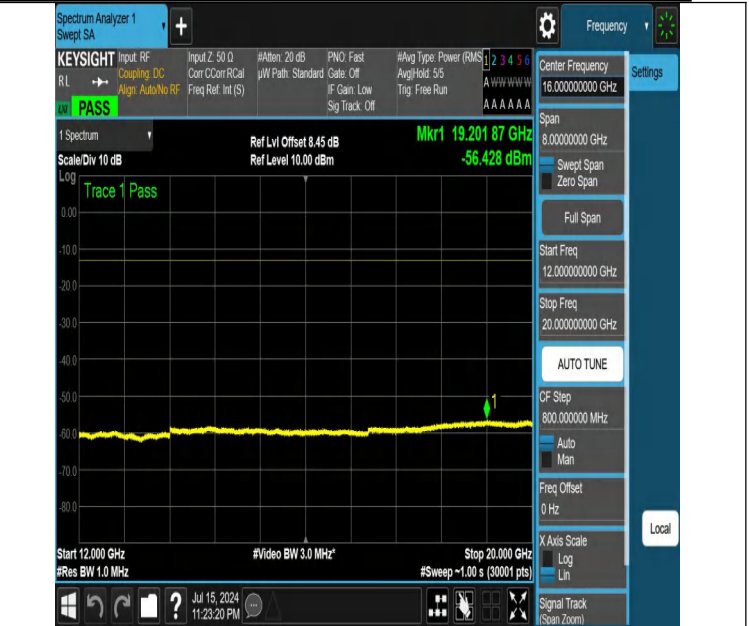 Spectrum Analyzer 1
Swept SA
+
Frequency
KEYSIGHT
RL
LXI
PASS
Input: RF
Coupling: DC
Align: Auto/No RF
Input Z: 50 Ω
Corr CCorr RCal
Freq Ref: Int (S)
#Atten: 20 dB
µW Path: Standard
PNO: Fast
Gate: Off
IF Gain: Low
Sig Track: Off
#Avg Type: Power (RMS
Avg|Hold: 5/5
Trig: Free Run
1 2 3 4 5 6
A W W W W W
A A A A A A
1 Spectrum
Scale/Div 10 dB
Ref Lvl Offset 8.45 dB
Ref Level 10.00 dBm
Mkr1 19.201 87 GHz
-56.428 dBm
Log
Trace 1 Pass
0.00
-10.0
-20.0
-30.0
-40.0
-50.0
-60.0
-70.0
-80.0
1
Start 12.000 GHz
#Res BW 1.0 MHz
#Video BW 3.0 MHz*
Stop 20.000 GHz
#Sweep ~1.00 s (30001 pts)
Center Frequency
16.000000000 GHz
Settings
Span
8.00000000 GHz
Swept Span
Zero Span
Full Span
Start Freq
12.000000000 GHz
Stop Freq
20.000000000 GHz
AUTO TUNE
CF Step
800.000000 MHz
Auto
Man
Freq Offset
0 Hz
X Axis Scale
Log
Lin
Local
Signal Track
(Span Zoom)
?
Jul 15, 2024
11:23:20 PM